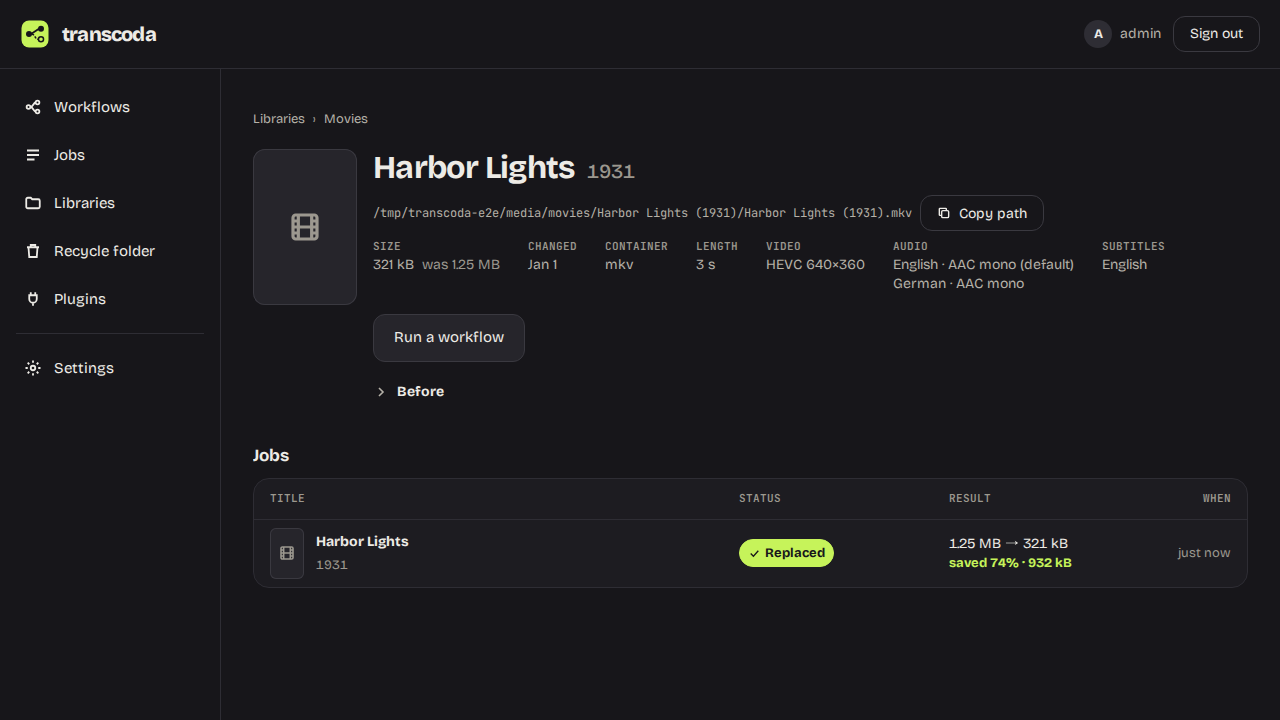 transcoda
A admin Sign out
Workflows
Jobs
Libraries
Recycle folder
Plugins
Settings
Libraries › Movies
Harbor Lights 1931
/tmp/transcoda-e2e/media/movies/Harbor Lights (1931)/Harbor Lights (1931).mkv Copy path
SIZE CHANGED CONTAINER LENGTH VIDEO AUDIO SUBTITLES
321 kB was 1.25 MB Jan 1 mkv 3 s HEVC 640×360 English · AAC mono (default) English
German · AAC mono
Run a workflow
Before
Jobs
TITLE STATUS RESULT WHEN
Harbor Lights
1931
Replaced
1.25 MB → 321 kB
saved 74% · 932 kB
just now